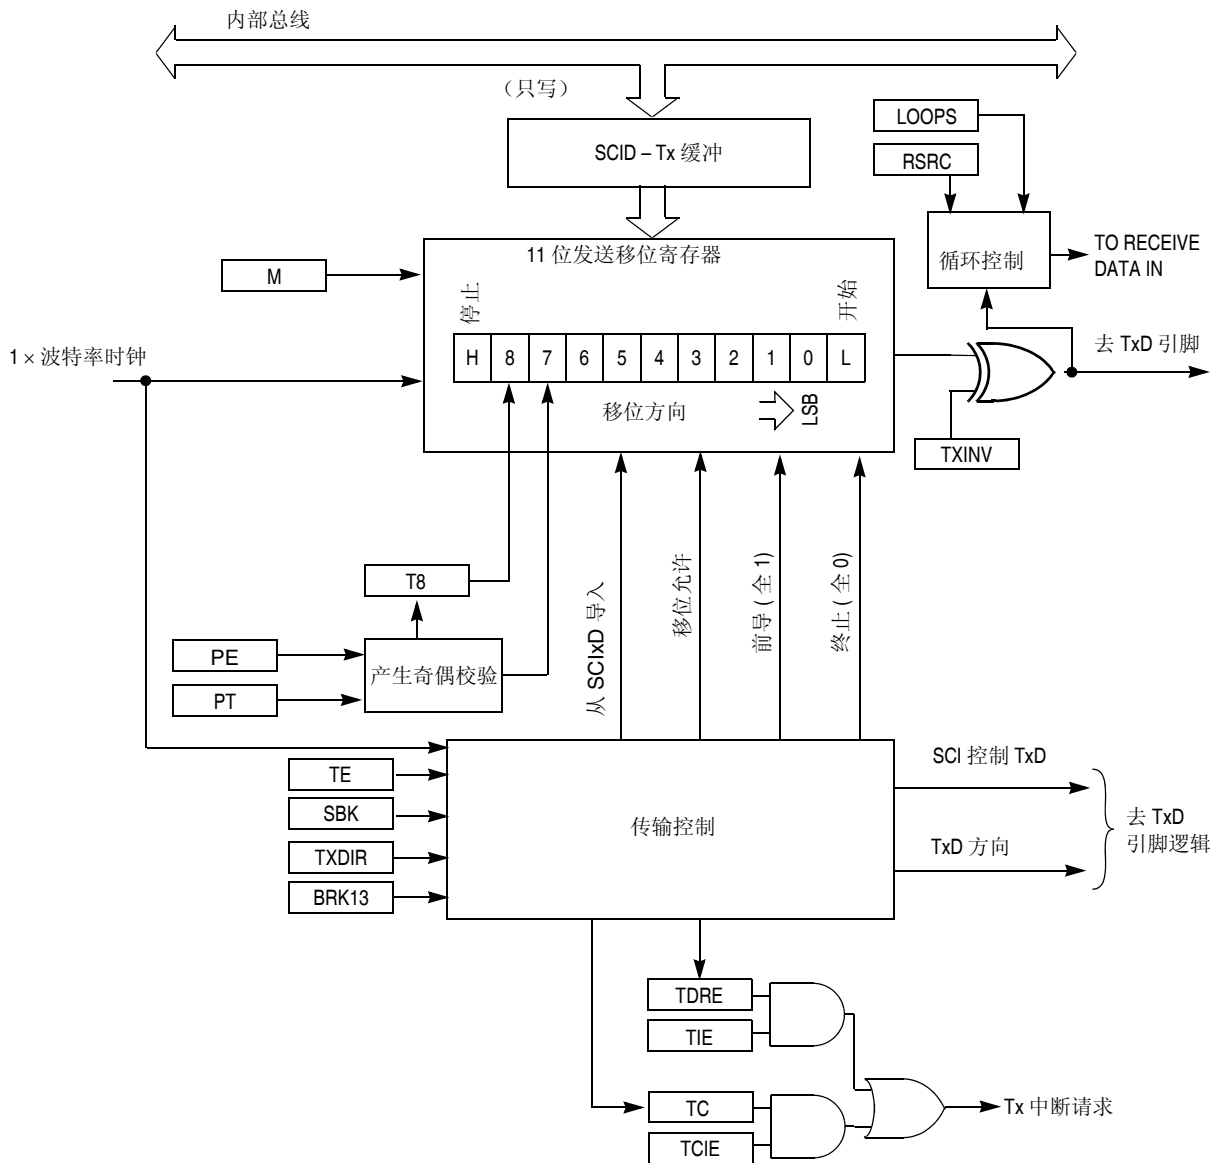 内部总线
（只写）
SCID – Tx 缓冲
LOOPS
RSRC
循环控制
TO RECEIVE
DATA IN
11 位发送移位寄存器
M
停止
开始
H 8 7 6 5 4 3 2 1 0 L
移位方向
LSB
1 × 波特率时钟
去 TxD 引脚
TXINV
T8
PE
PT
产生奇偶校验
从 SCIxD 导入
移位允许
前导 ( 全 1)
终止 ( 全 0)
TE
SBK
TXDIR
BRK13
传输控制
SCI 控制 TxD
TxD 方向
去 TxD
引脚逻辑
TDRE
TIE
TC
TCIE
Tx 中断请求